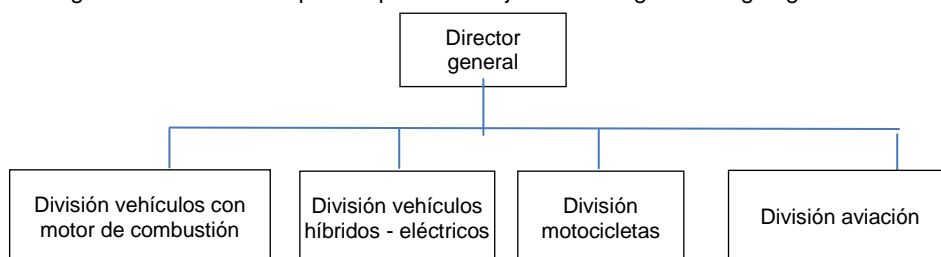 Director
general
División vehículos con
motor de combustión
División vehículos
híbridos - eléctricos
División
motocicletas
División aviación